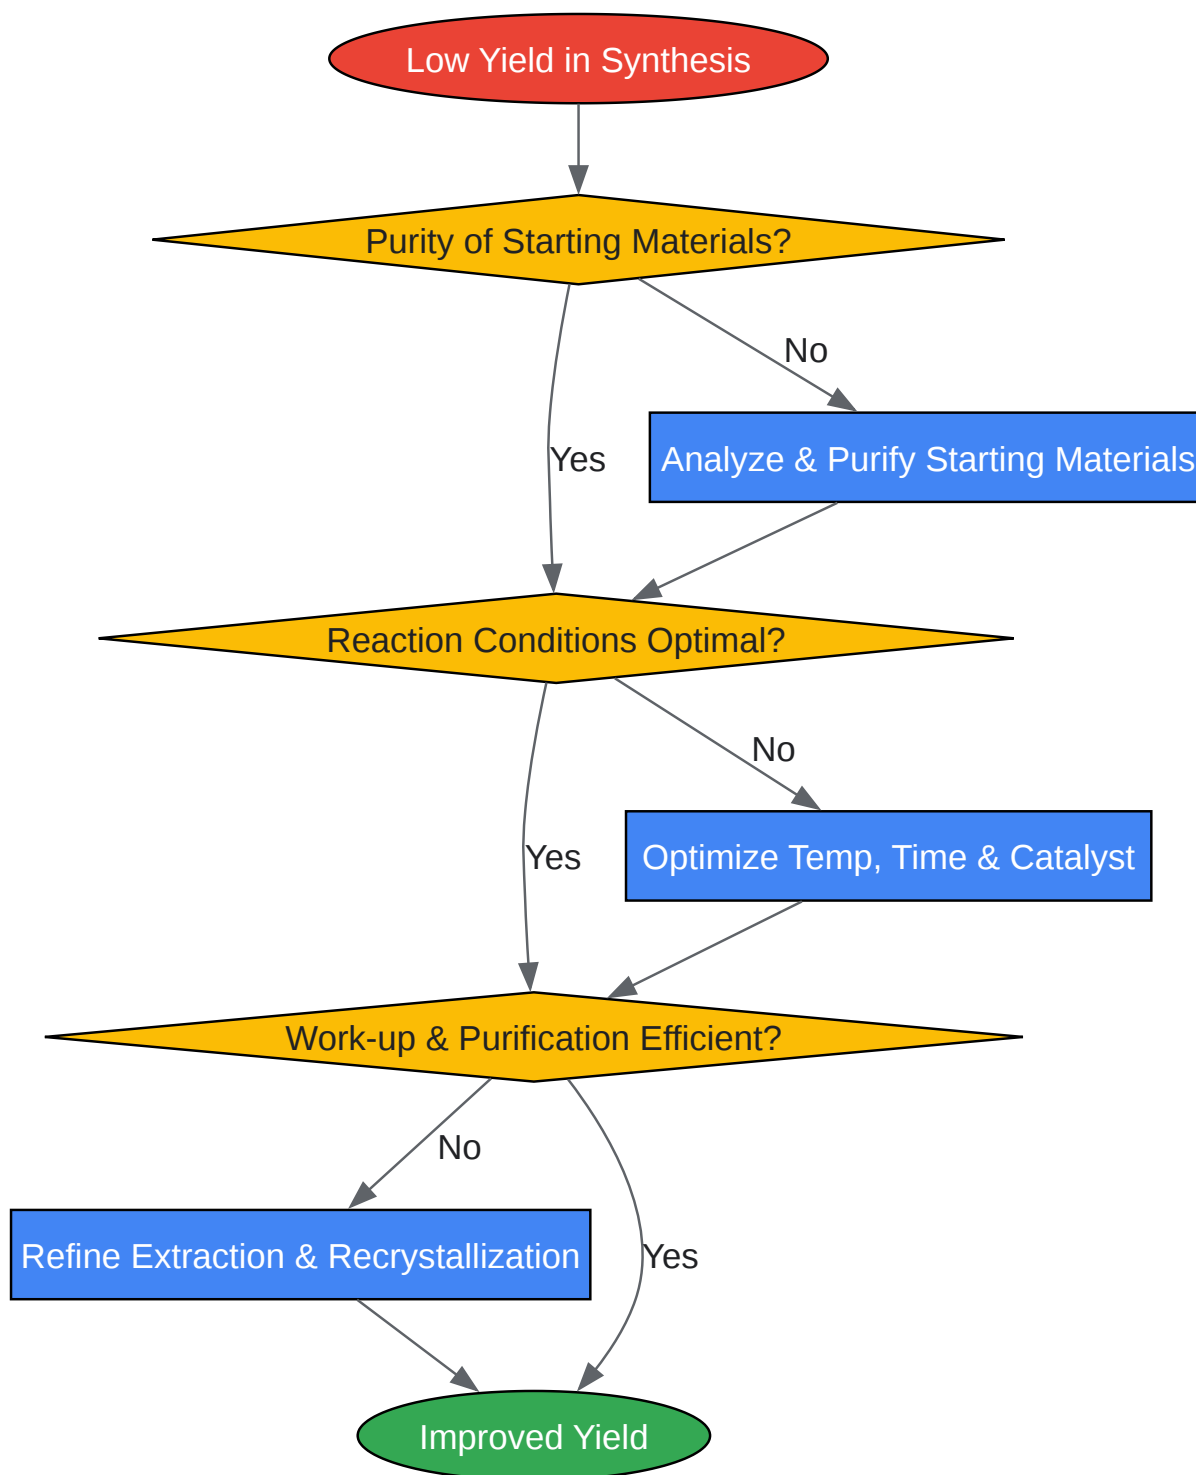 Low Yield in Synthesis
Purity of Starting Materials?
No
Yes
Analyze & Purify Starting Materials
Reaction Conditions Optimal?
No
Yes
Optimize Temp, Time & Catalyst
Work-up & Purification Efficient?
No
Refine Extraction & Recrystallization
Yes
Improved Yield